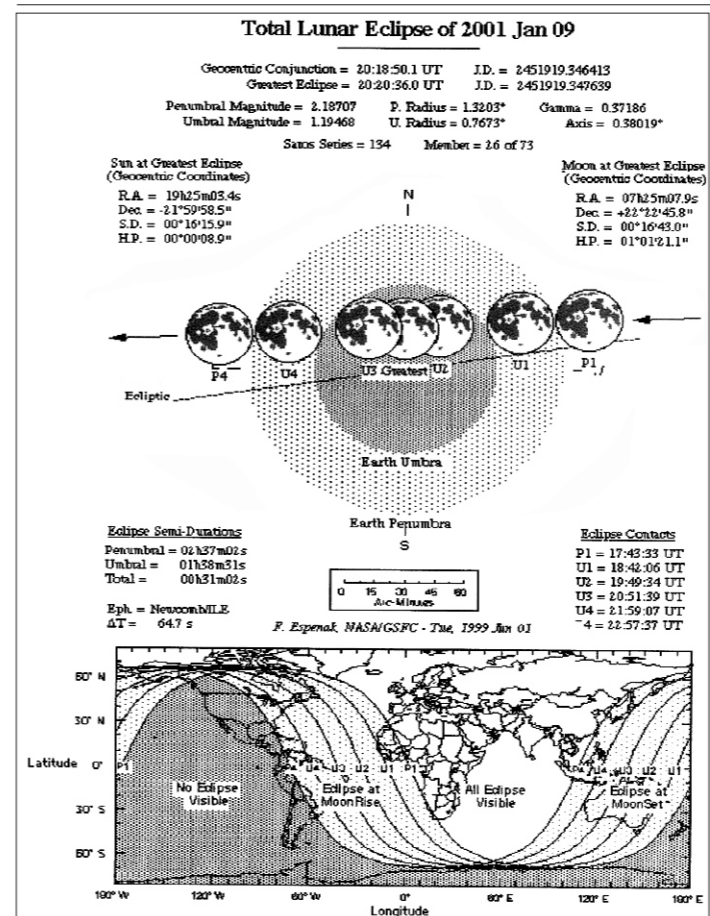 Total Lunar Eclipse of 2001 Jan 09
Geocentric Conjunction = 20:18:50.1 UT J.D. = 2451919.346413
Greatest Eclipse = 20:20:36.0 UT J.D. = 2451919.347639
Penumbral Magnitude = 2.18707 P. Radius = 1.3203° Gamma = 0.37186
Umbral Magnitude = 1.19468 U. Radius = 0.7673° Axis = 0.38019°
Saros Series = 134 Member = 26 of 73
Sun at Greatest Eclipse
(Geocentric Coordinates)
R.A. = 19h25m03.4s
Dec. = -21°59'58.5"
S.D. = 00°16'15.9"
H.P. = 00°00'08.9"
Moon at Greatest Eclipse
(Geocentric Coordinates)
R.A. = 07h25m07.9s
Dec. = +22°22'45.8"
S.D. = 00°16'43.0"
H.P. = 01°01'21.1"
N
P4 U4 U3 Greatest U2 U1 P1
Ecliptic
Earth Umbra
Earth Penumbra
S
Eclipse Semi-Durations
Penumbral = 02h37m02s
Umbral = 01h38m31s
Total = 00h31m02s
Eph. = Newcomb/ILE
ΔT = 64.7 s
0 15 30 45 60
Arc-Minutes
F. Espenak, NASA/GSFC - Tue, 1999 Jun 01
Eclipse Contacts
P1 = 17:43:33 UT
U1 = 18:42:06 UT
U2 = 19:49:34 UT
U3 = 20:51:39 UT
U4 = 21:59:07 UT
4 = 22:57:37 UT
60° N
30° N
Latitude 0°
30° S
60° S
P1
No Eclipse
Visible
P4 U4 U3 U2 U1 P1
Eclipse at
MoonRise
All Eclipse
Visible
P4 U4 U3 U2 U1
Eclipse at
MoonSet
180° W 120° W 60° W 0° 60° E 120° E 180° E
Longitude